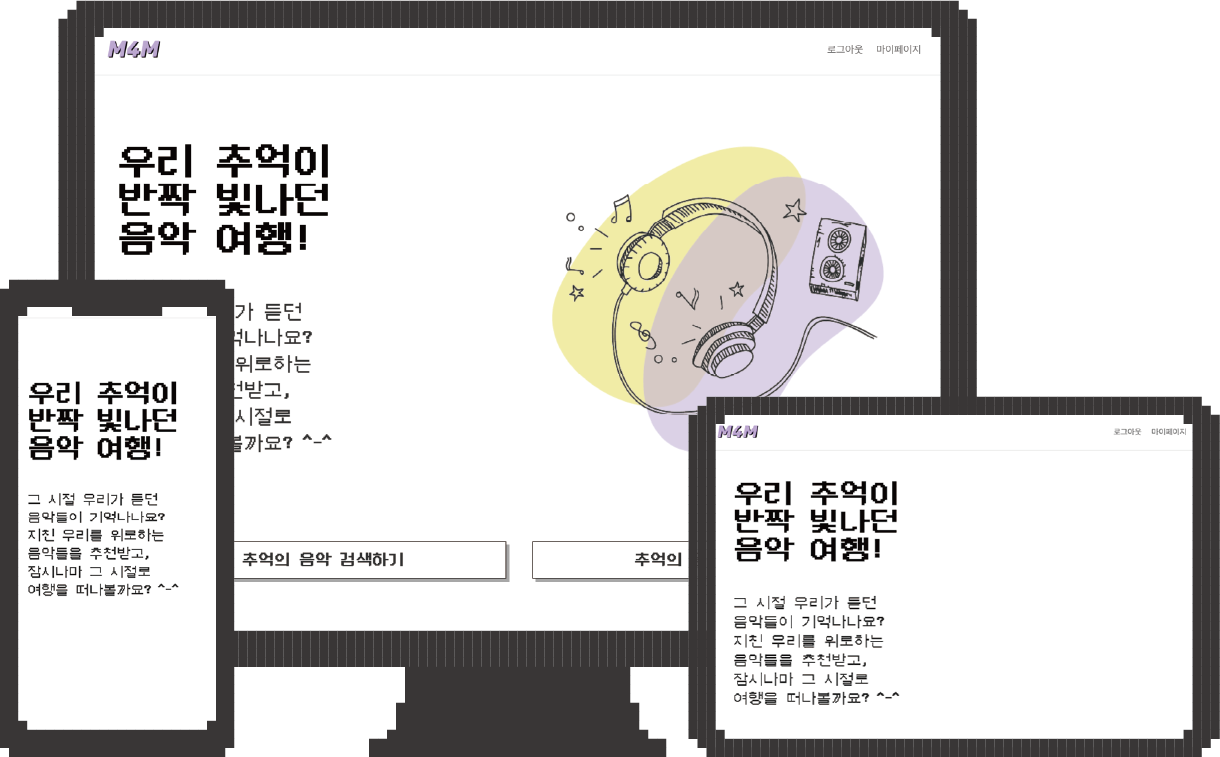 M4M
로그아웃 마이페이지
우리 추억이
반짝 빛나던
음악 여행!
가 듣던
억나나요?
위로하는
천받고,
시절로
볼까요? ^-^
추억의 음악 검색하기
추억의
우리 추억이
반짝 빛나던
음악 여행!
그 시절 우리가 듣던
음악들이 기억나나요?
지친 우리를 위로하는
음악들을 추천받고,
잠시나마 그 시절로
여행을 떠나볼까요? ^-^
M4M
로그아웃 마이페이지
우리 추억이
반짝 빛나던
음악 여행!
그 시절 우리가 듣던
음악들이 기억나나요?
지친 우리를 위로하는
음악들을 추천받고,
잠시나마 그 시절로
여행을 떠나볼까요? ^-^